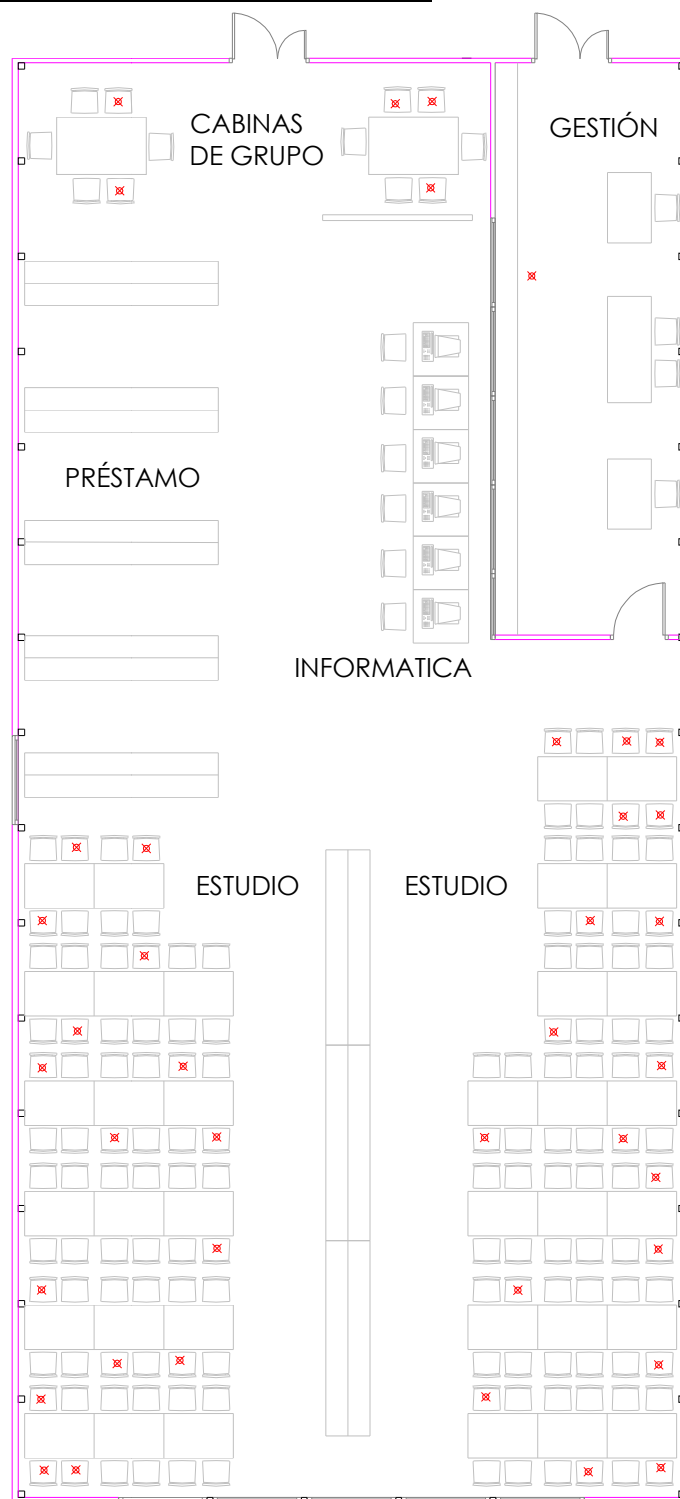 CABINAS
DE GRUPO
GESTIÓN
PRÉSTAMO
INFORMATICA
ESTUDIO
ESTUDIO